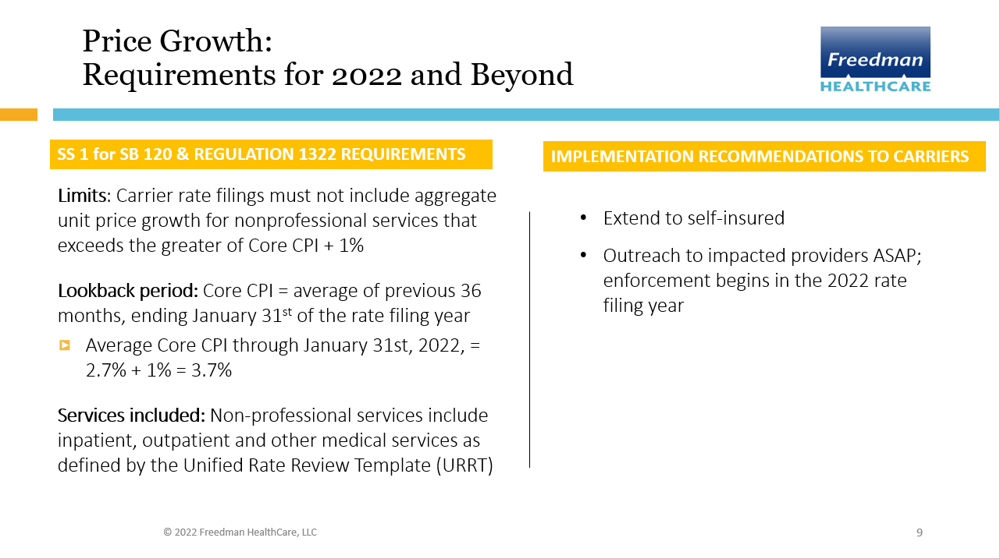 Price Growth:
Requirements for 2022 and Beyond
Freedman
HEALTHCARE
SS 1 for SB 120 & REGULATION 1322 REQUIREMENTS
Limits: Carrier rate filings must not include aggregate
unit price growth for nonprofessional services that
exceeds the greater of Core CPI + 1%
Lookback period: Core CPI = average of previous 36
months, ending January 31st of the rate filing year
Average Core CPI through January 31st, 2022, =
2.7% + 1% = 3.7%
Services included: Non-professional services include
inpatient, outpatient and other medical services as
defined by the Unified Rate Review Template (URRT)
IMPLEMENTATION RECOMMENDATIONS TO CARRIERS
• Extend to self-insured
• Outreach to impacted providers ASAP;
enforcement begins in the 2022 rate
filing year
© 2022 Freedman HealthCare, LLC
9